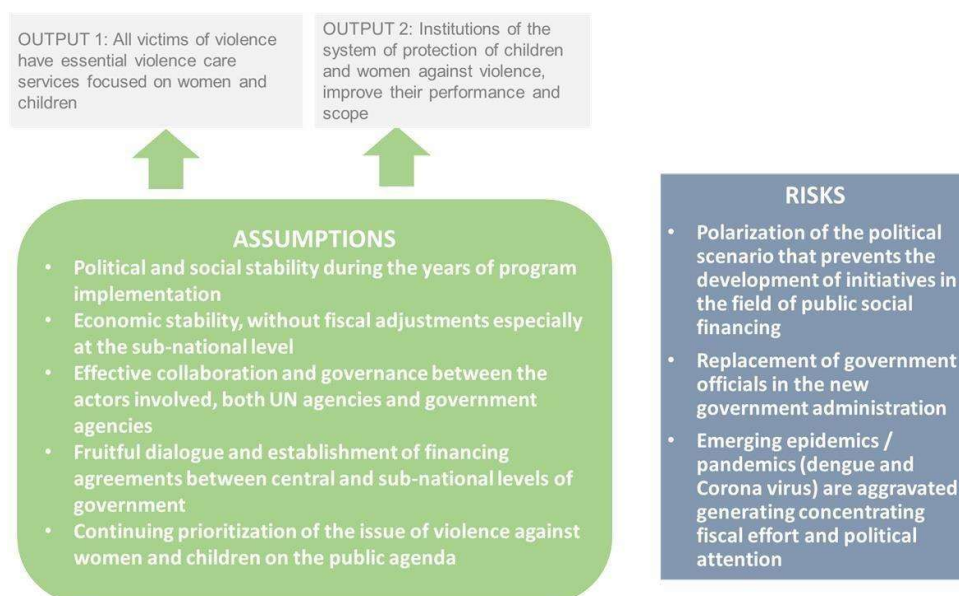 OUTPUT 1: All victims of violence
have essential violence care
services focused on women and
children
OUTPUT 2: Institutions of the
system of protection of children
and women against violence,
improve their performance and
scope
ASSUMPTIONS
• Political and social stability during the years of program
implementation
• Economic stability, without fiscal adjustments especially
at the sub-national level
• Effective collaboration and governance between the
actors involved, both UN agencies and government
agencies
• Fruitful dialogue and establishment of financing
agreements between central and sub-national levels of
government
• Continuing prioritization of the issue of violence against
women and children on the public agenda
RISKS
• Polarization of the political
scenario that prevents the
development of initiatives in
the field of public social
financing
• Replacement of government
officials in the new
government administration
• Emerging epidemics /
pandemics (dengue and
Corona virus) are aggravated
generating concentrating
fiscal effort and political
attention